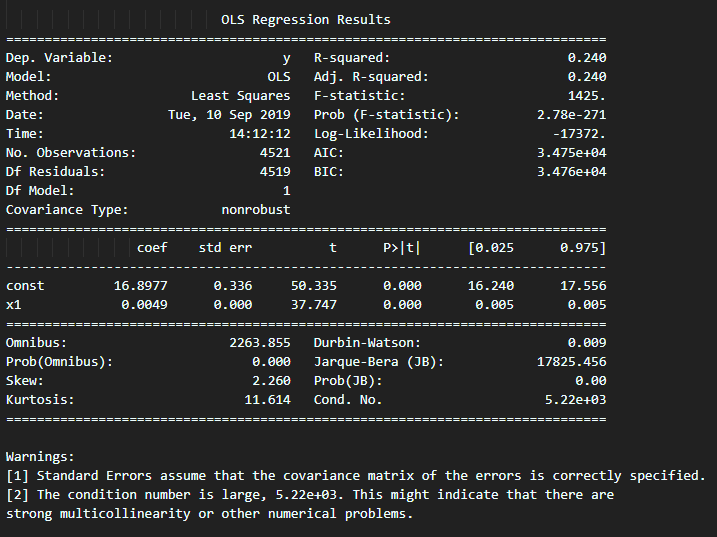 OLS Regression Results
==============================================================================
Dep. Variable:                      y   R-squared:                       0.240
Model:                            OLS   Adj. R-squared:                  0.240
Method:                 Least Squares   F-statistic:                     1425.
Date:                Tue, 10 Sep 2019   Prob (F-statistic):          2.78e-271
Time:                        14:12:12   Log-Likelihood:                -17372.
No. Observations:                4521   AIC:                         3.475e+04
Df Residuals:                    4519   BIC:                         3.476e+04
Df Model:                           1
Covariance Type:            nonrobust
==============================================================================
                 coef    std err          t      P>|t|      [0.025      0.975]
------------------------------------------------------------------------------
const         16.8977      0.336     50.335      0.000      16.240      17.556
x1             0.0049      0.000     37.747      0.000       0.005       0.005
==============================================================================
Omnibus:                     2263.855   Durbin-Watson:                   0.009
Prob(Omnibus):                  0.000   Jarque-Bera (JB):            17825.456
Skew:                           2.260   Prob(JB):                         0.00
Kurtosis:                      11.614   Cond. No.                     5.22e+03
==============================================================================

Warnings:
[1] Standard Errors assume that the covariance matrix of the errors is correctly specified.
[2] The condition number is large, 5.22e+03. This might indicate that there are
strong multicollinearity or other numerical problems.